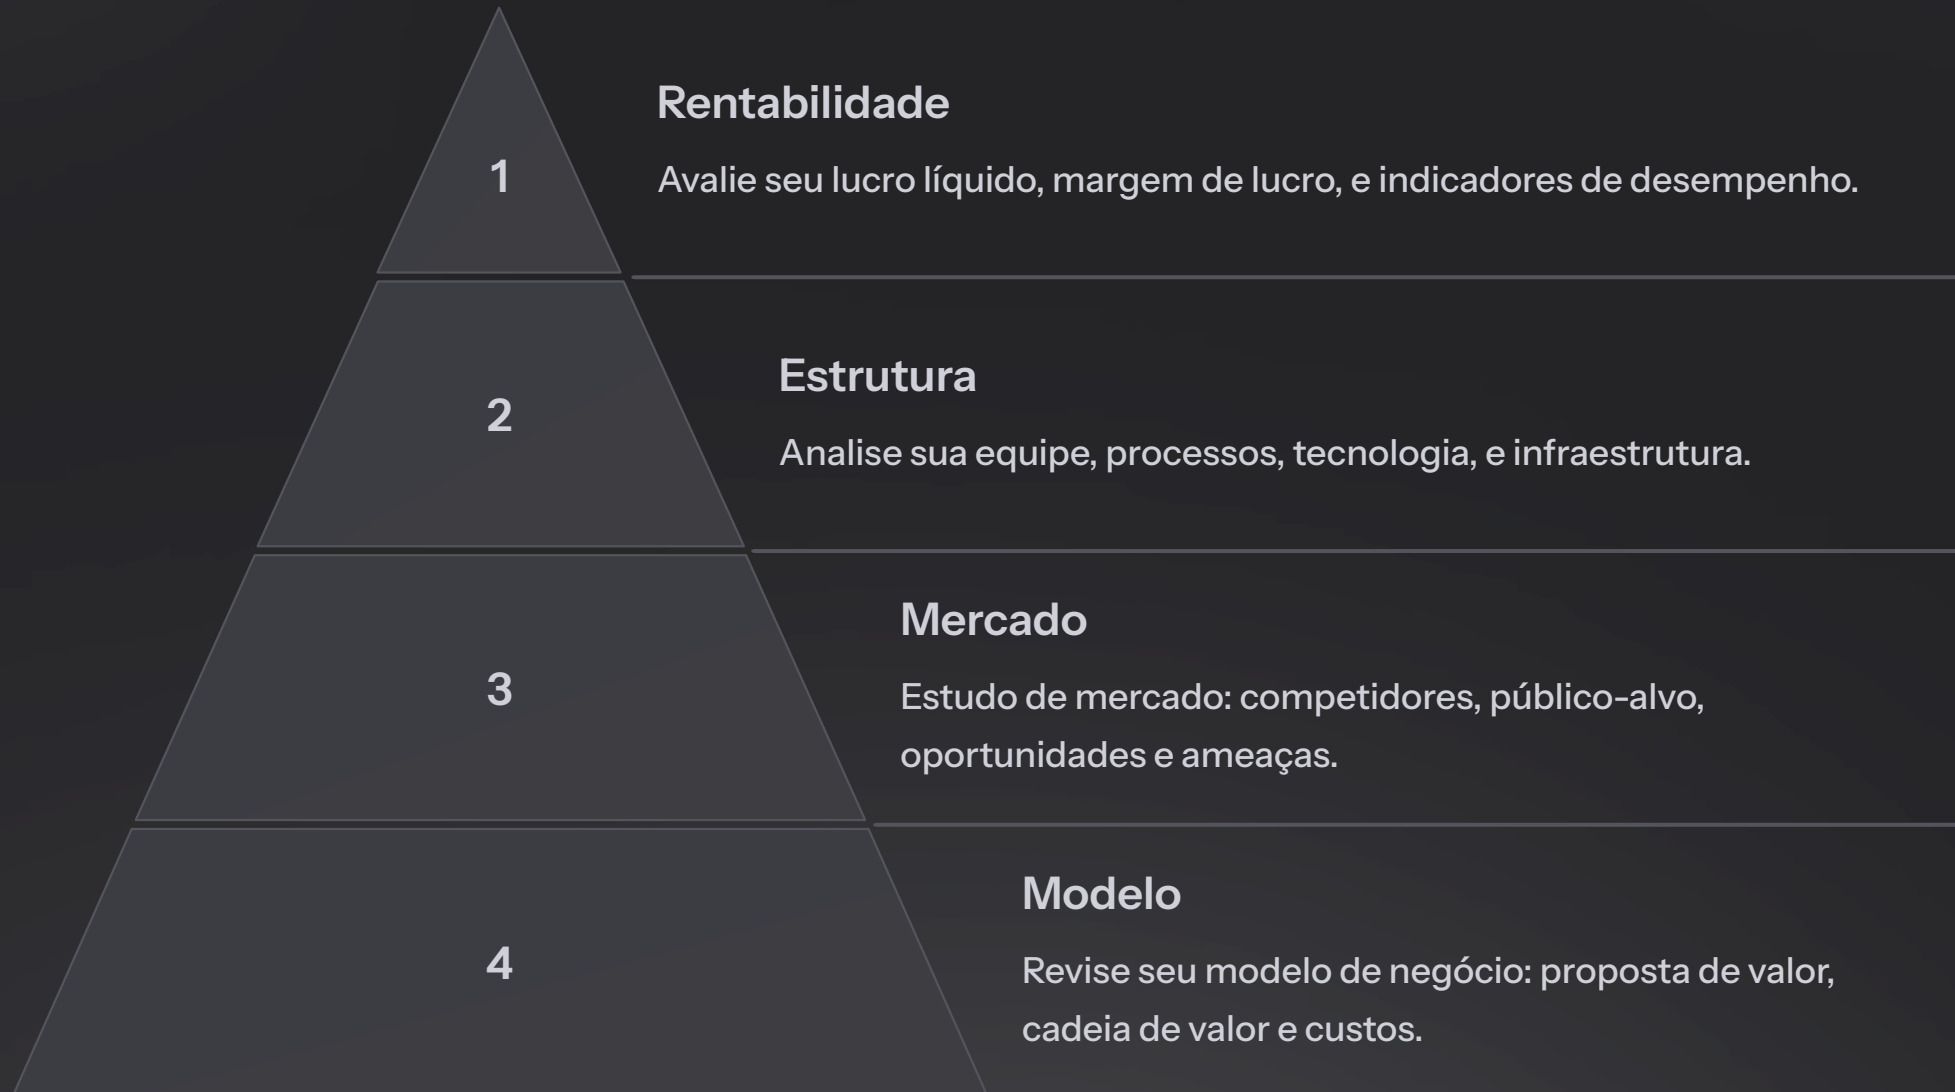 Rentabilidade
1
Avalie seu lucro líquido, margem de lucro, e indicadores de desempenho.
Estrutura
2
Analise sua equipe, processos, tecnologia, e infraestrutura.
Mercado
3
Estudo de mercado: competidores, público-alvo,
oportunidades e ameaças.
Modelo
4
Revise seu modelo de negócio: proposta de valor,
cadeia de valor e custos.